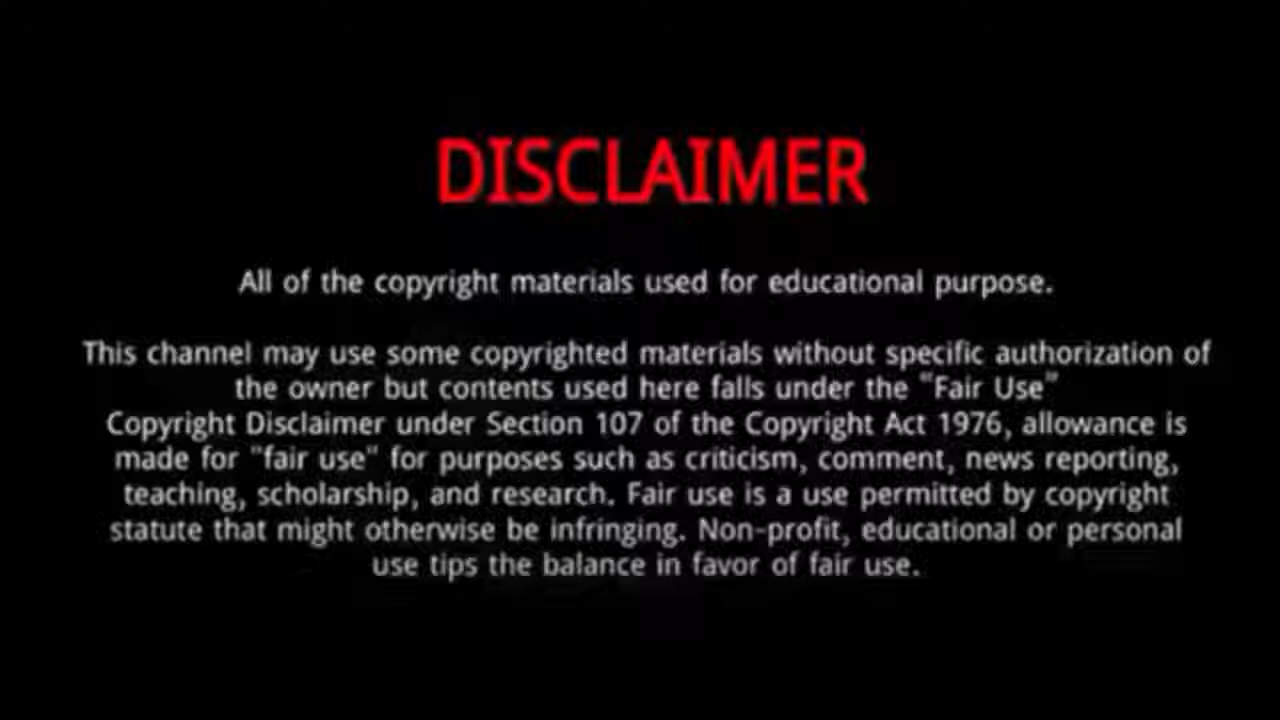 DISCLAIMER
All of the copyright materials used for educational purpose.
This channel may use some copyrighted materials without specific authorization of
the owner but contents used here falls under the "Fair Use"
Copyright Disclaimer under Section 107 of the Copyright Act 1976, allowance is
made for "fair use" for purposes such as criticism, comment, news reporting,
teaching, scholarship, and research. Fair use is a use permitted by copyright
statute that might otherwise be infringing. Non-profit, educational or personal
use tips the balance in favor of fair use.